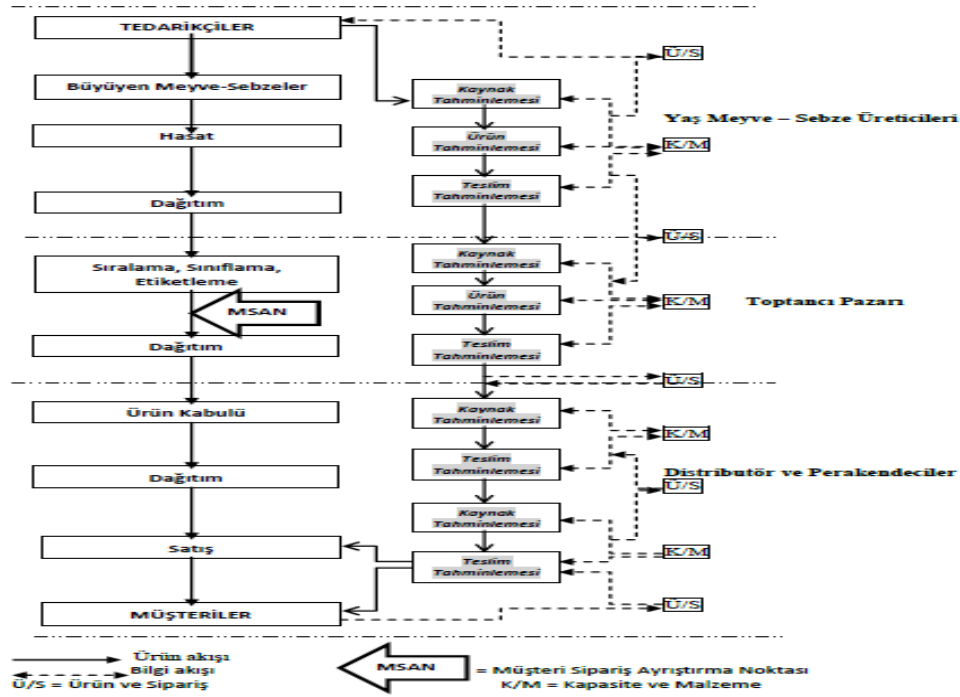 TEDARİKÇİLER
Ü/S
Büyüyen Meyve-Sebzeler
Kaynak
Tahminlemesi
Yaş Meyve – Sebze Üreticileri
Hasat
Ürün
Tahminlemesi
K/M
Teslim
Tahminlemesi
Dağıtım
Ü/S
Sıralama, Sınıflama,
Etiketleme
Kaynak
Tahminlemesi
MSAN
Ürün
Tahminlemesi
K/M
Toptancı Pazarı
Dağıtım
Teslim
Tahminlemesi
Ü/S
Ürün Kabulü
Kaynak
Tahminlemesi
K/M
Dağıtım
Teslim
Tahminlemesi
Distribütör ve Perakendeciler
Ü/S
Kaynak
Tahminlemesi
Satış
Teslim
Tahminlemesi
K/M
MÜŞTERİLER
Ü/S
Ürün akışı
Bilgi akışı
Ü/S = Ürün ve Sipariş
MSAN
= Müşteri Sipariş Ayrıştırma Noktası
K/M = Kapasite ve Malzeme